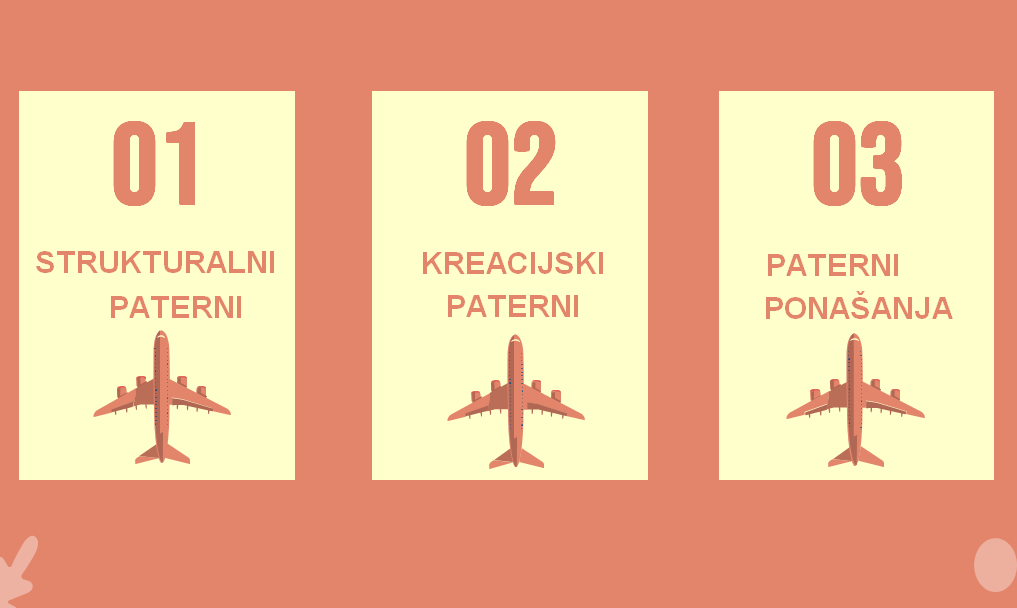 01
STRUKTURALNI
PATERNI
02
KREACIJSKI
PATERNI
03
PATERNI
PONAŠANJA